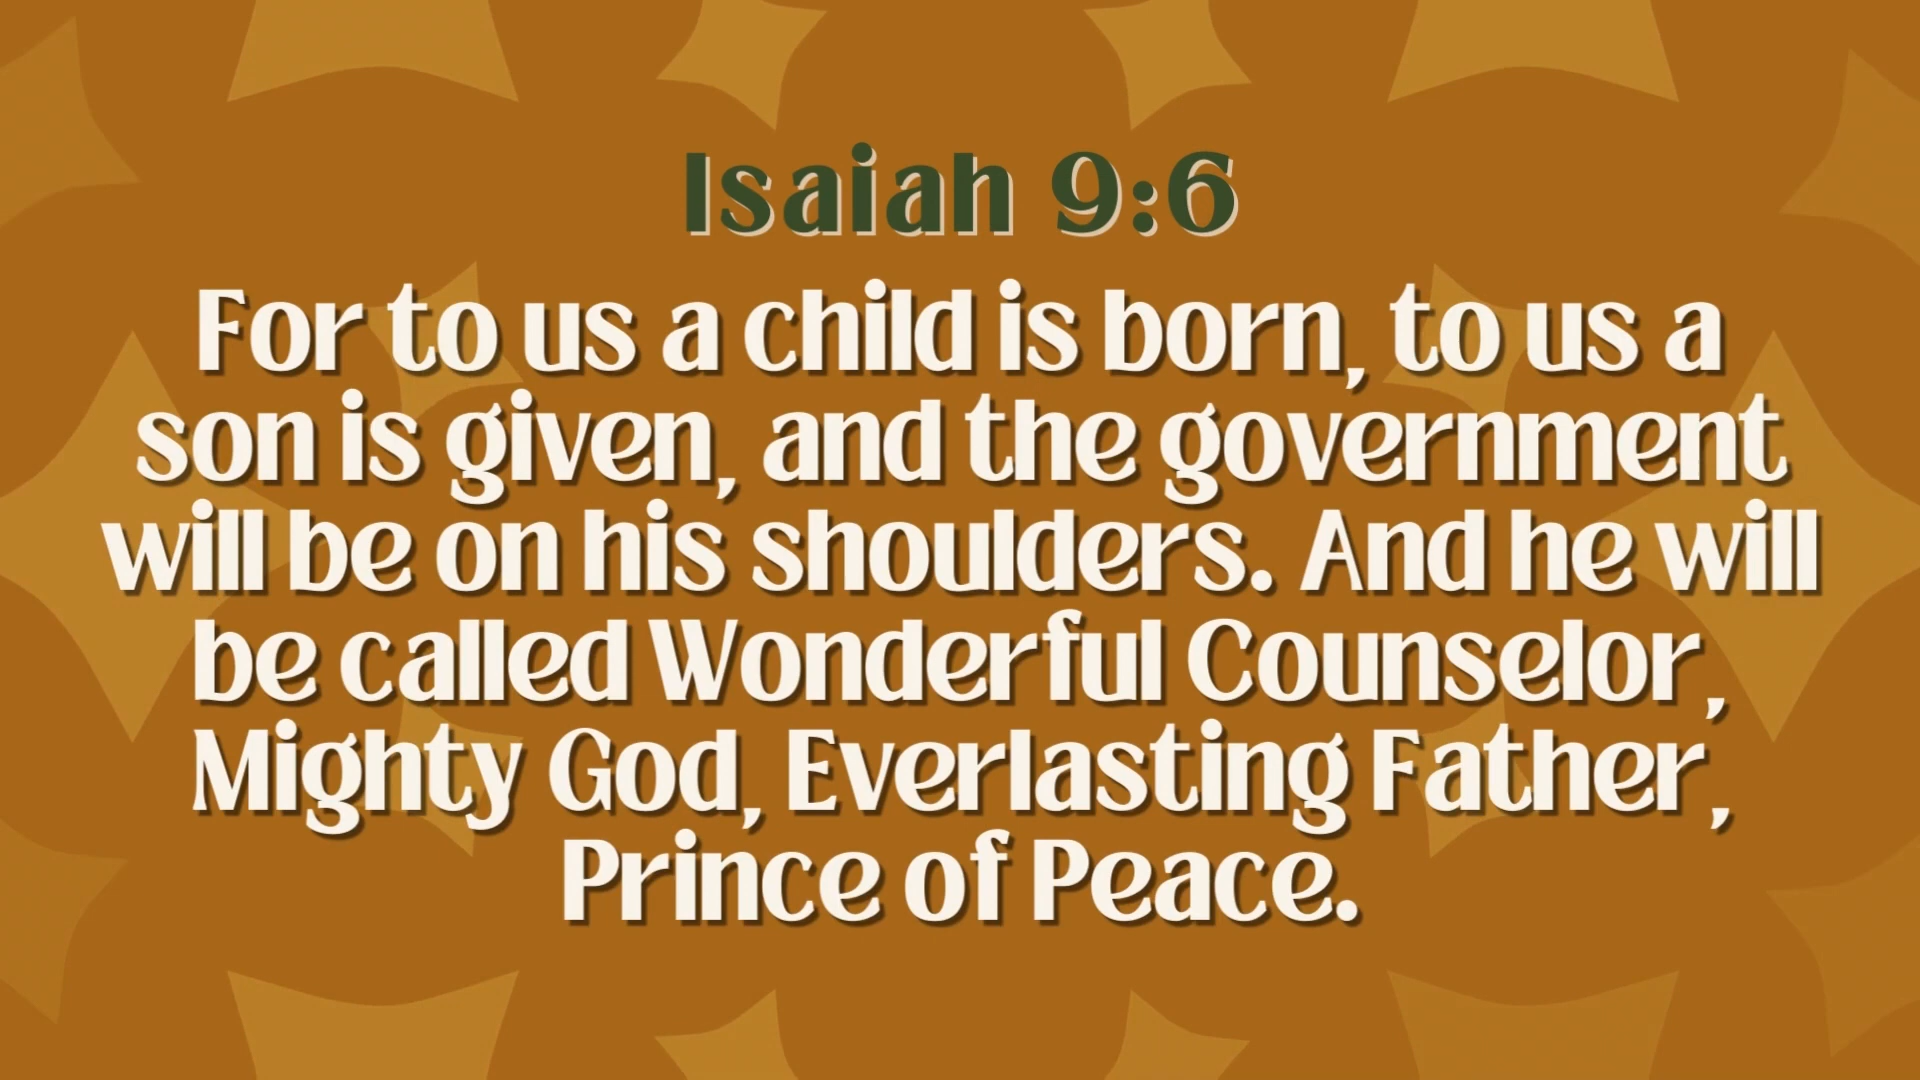 Isaiah 9:6
For to us a child is born, to us a
son is given, and the government
will be on his shoulders. And he will
be called Wonderful Counselor,
Mighty God, Everlasting Father,
Prince of Peace.